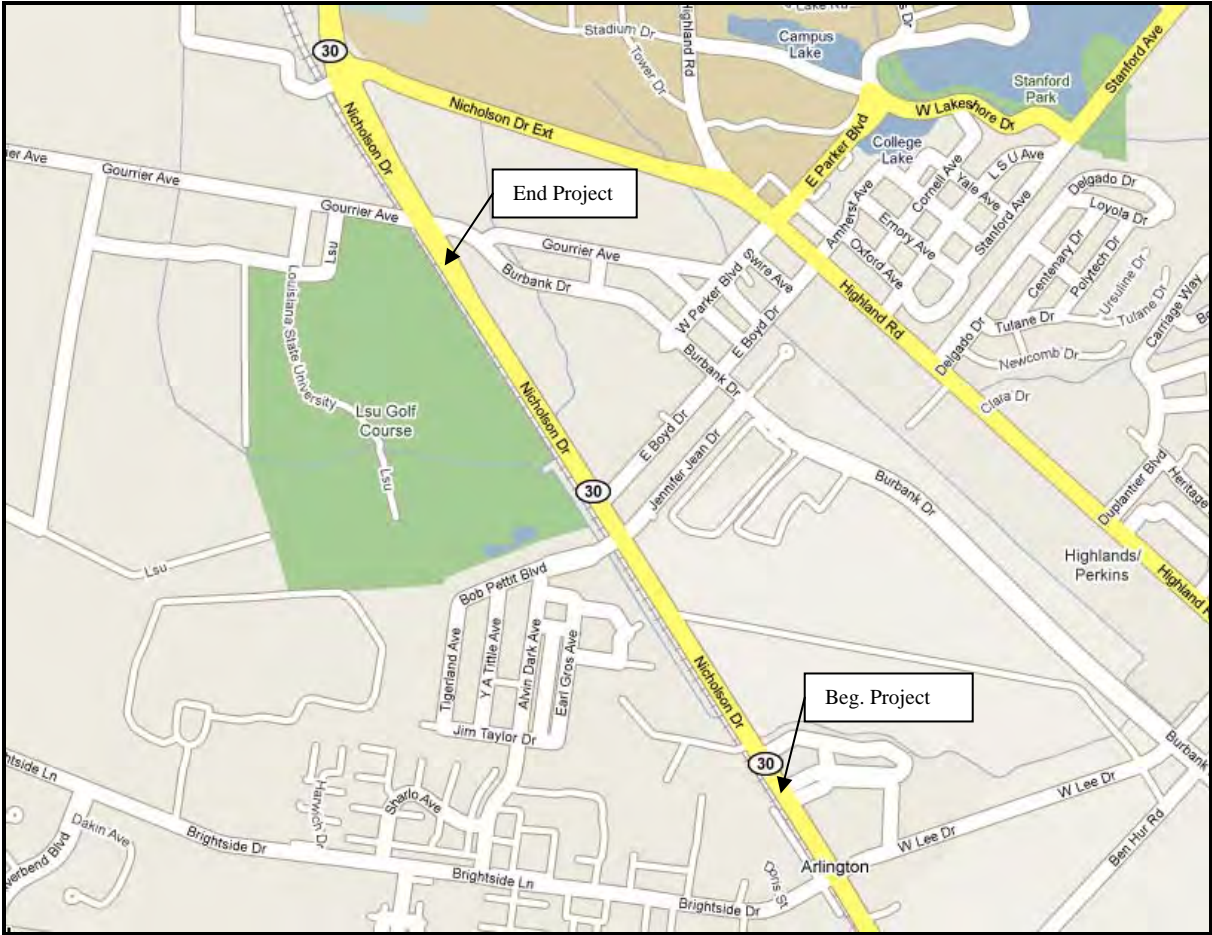 Stadium Dr
Tower Dr
Highland Rd
Campus
Lake
Stanford Ave
Stanford
Park
30
Nicholson Dr Ext
Nicholson Dr
W Lakeshore Dr
E Parker Blvd
College
Lake
L S U Ave
Yale Ave
Cornell Ave
Emory Ave
Stanford Ave
Amherst Ave
Oxford Ave
Delgado Dr
Loyola Dr
Centenary Dr
Polytech Dr
Ursuline Dr
Tulane Dr
Tulane Dr
Carriage Way
Newcomb Dr
Delgado Dr
Clara Dr
Gourrier Ave
Gourrier Ave
End Project
Gourrier Ave
Burbank Dr
Swire Ave
W Parker Blvd
E Boyd Dr
Highland Rd
Lsu
Louisiana State University
Lsu Golf
Course
Lsu
Lsu
Nicholson Dr
30
Burbank Dr
E Boyd Dr
Jennifer Jean Dr
Burbank Dr
Duplantier Blvd
Heritage
Highlands/
Perkins
Highland
Bob Pettit Blvd
Tigerland Ave
Y A Tittle Ave
Alvin Dark Ave
Earl Gros Ave
Jim Taylor Dr
Nicholson Dr
Beg. Project
30
Burbank
W Lee Dr
W Lee Dr
Ben Hur Rd
Arlington
Doris St
Harwich Dr
Sharlo Ave
Dakin Ave
Brightside Dr
Brightside Ln
Brightside Dr